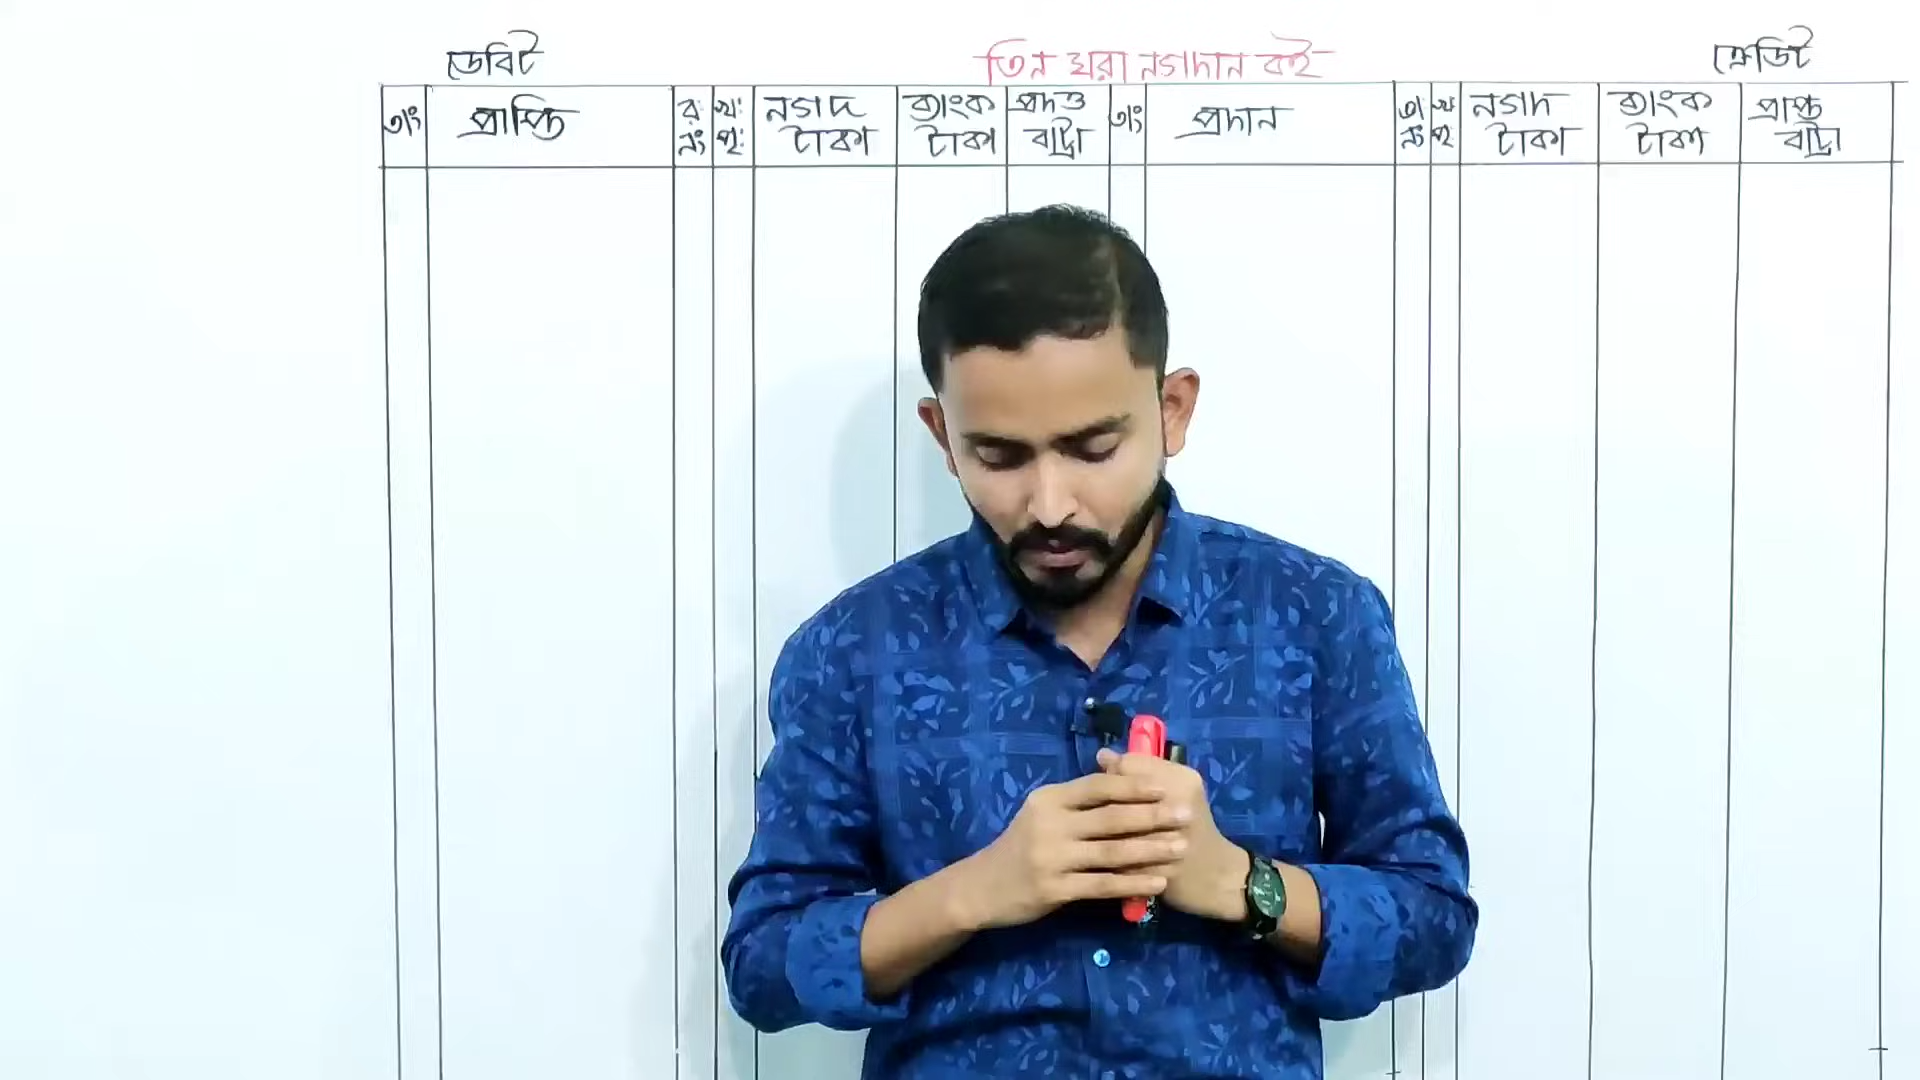 ডেবিট
তিন ঘরা নগদান বই
ক্রেডিট
তাং
প্রাপ্তি
র:
নং
খ:
পৃ:
নগদ
টাকা
ব্যাংক
টাকা
প্রদত্ত
বাট্টা
তাং
প্রদান
ভা
নং
খ
পৃ:
নগদ
টাকা
ব্যাংক
টাকা
প্রাপ্ত
বাট্টা